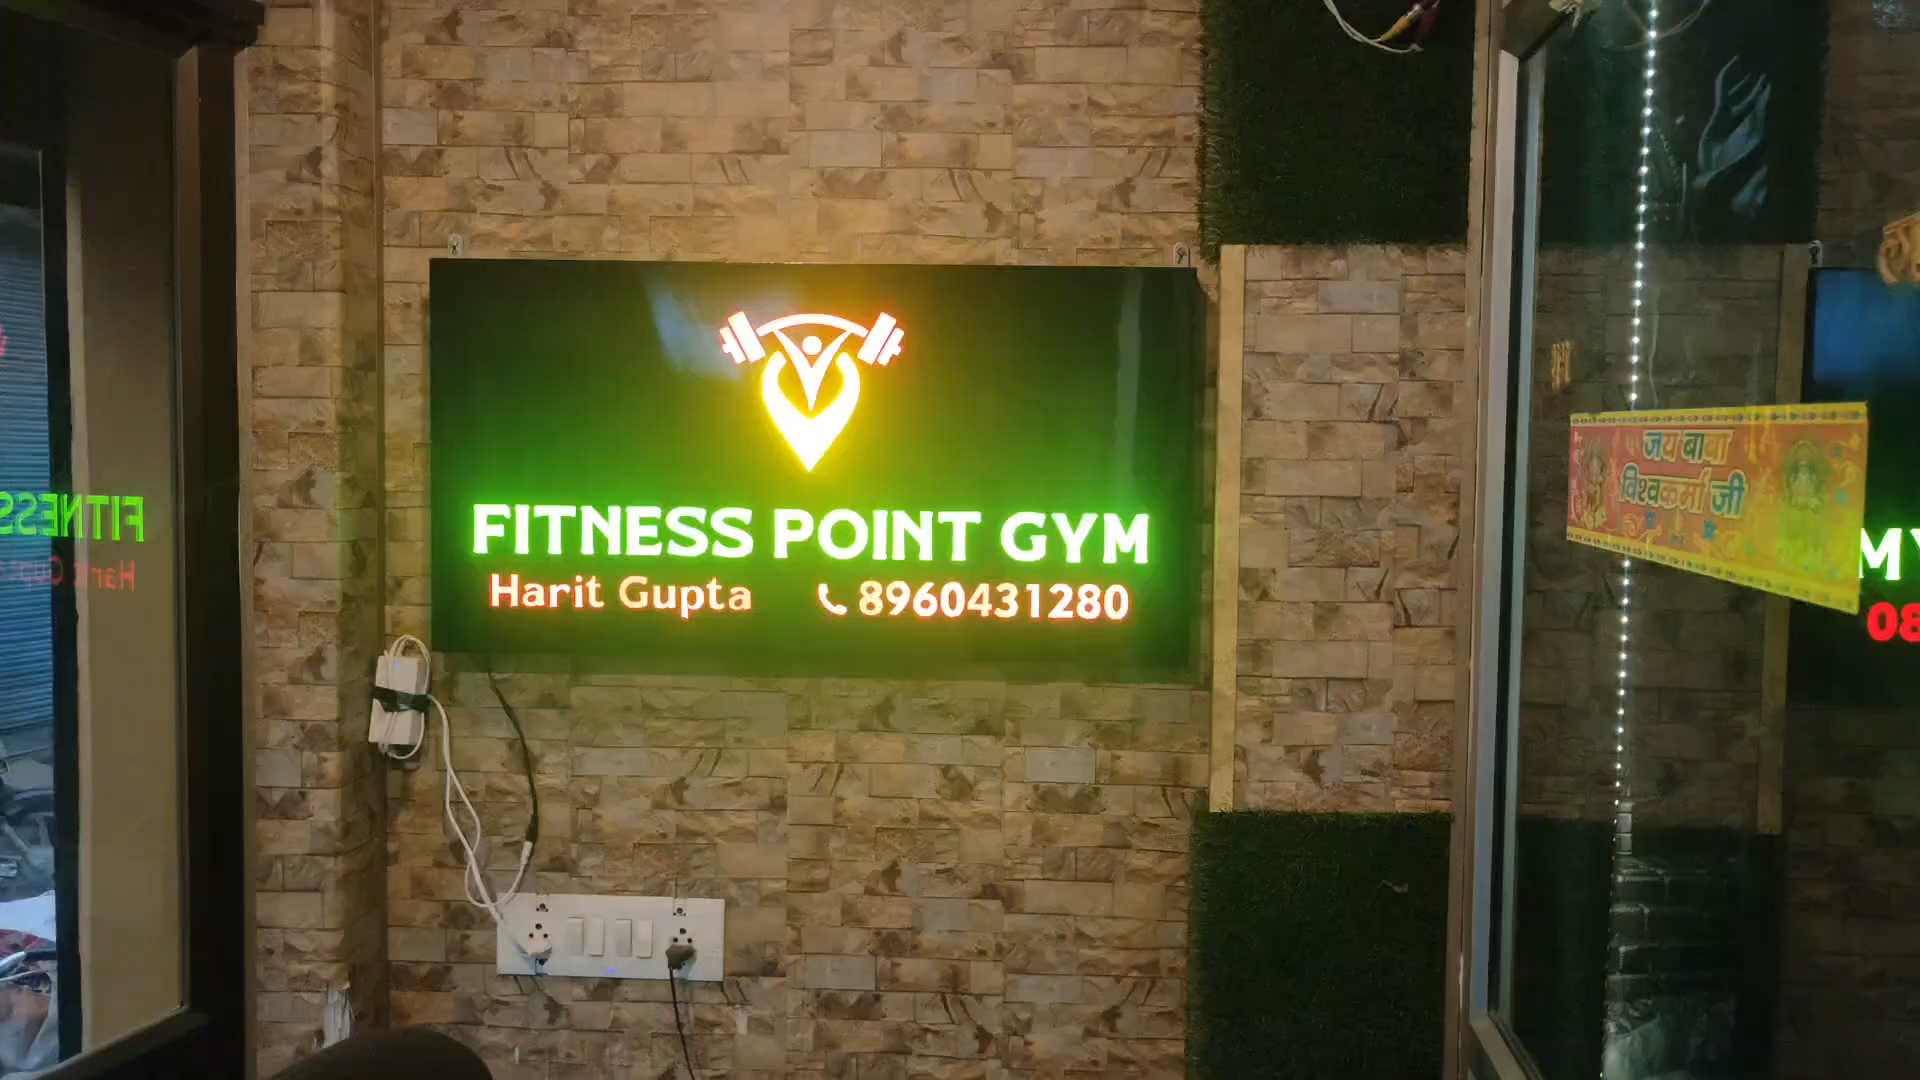 FITNESS POINT GYM
Harit Gupta 8960431280
जय बाबा
विश्वकर्मा जी